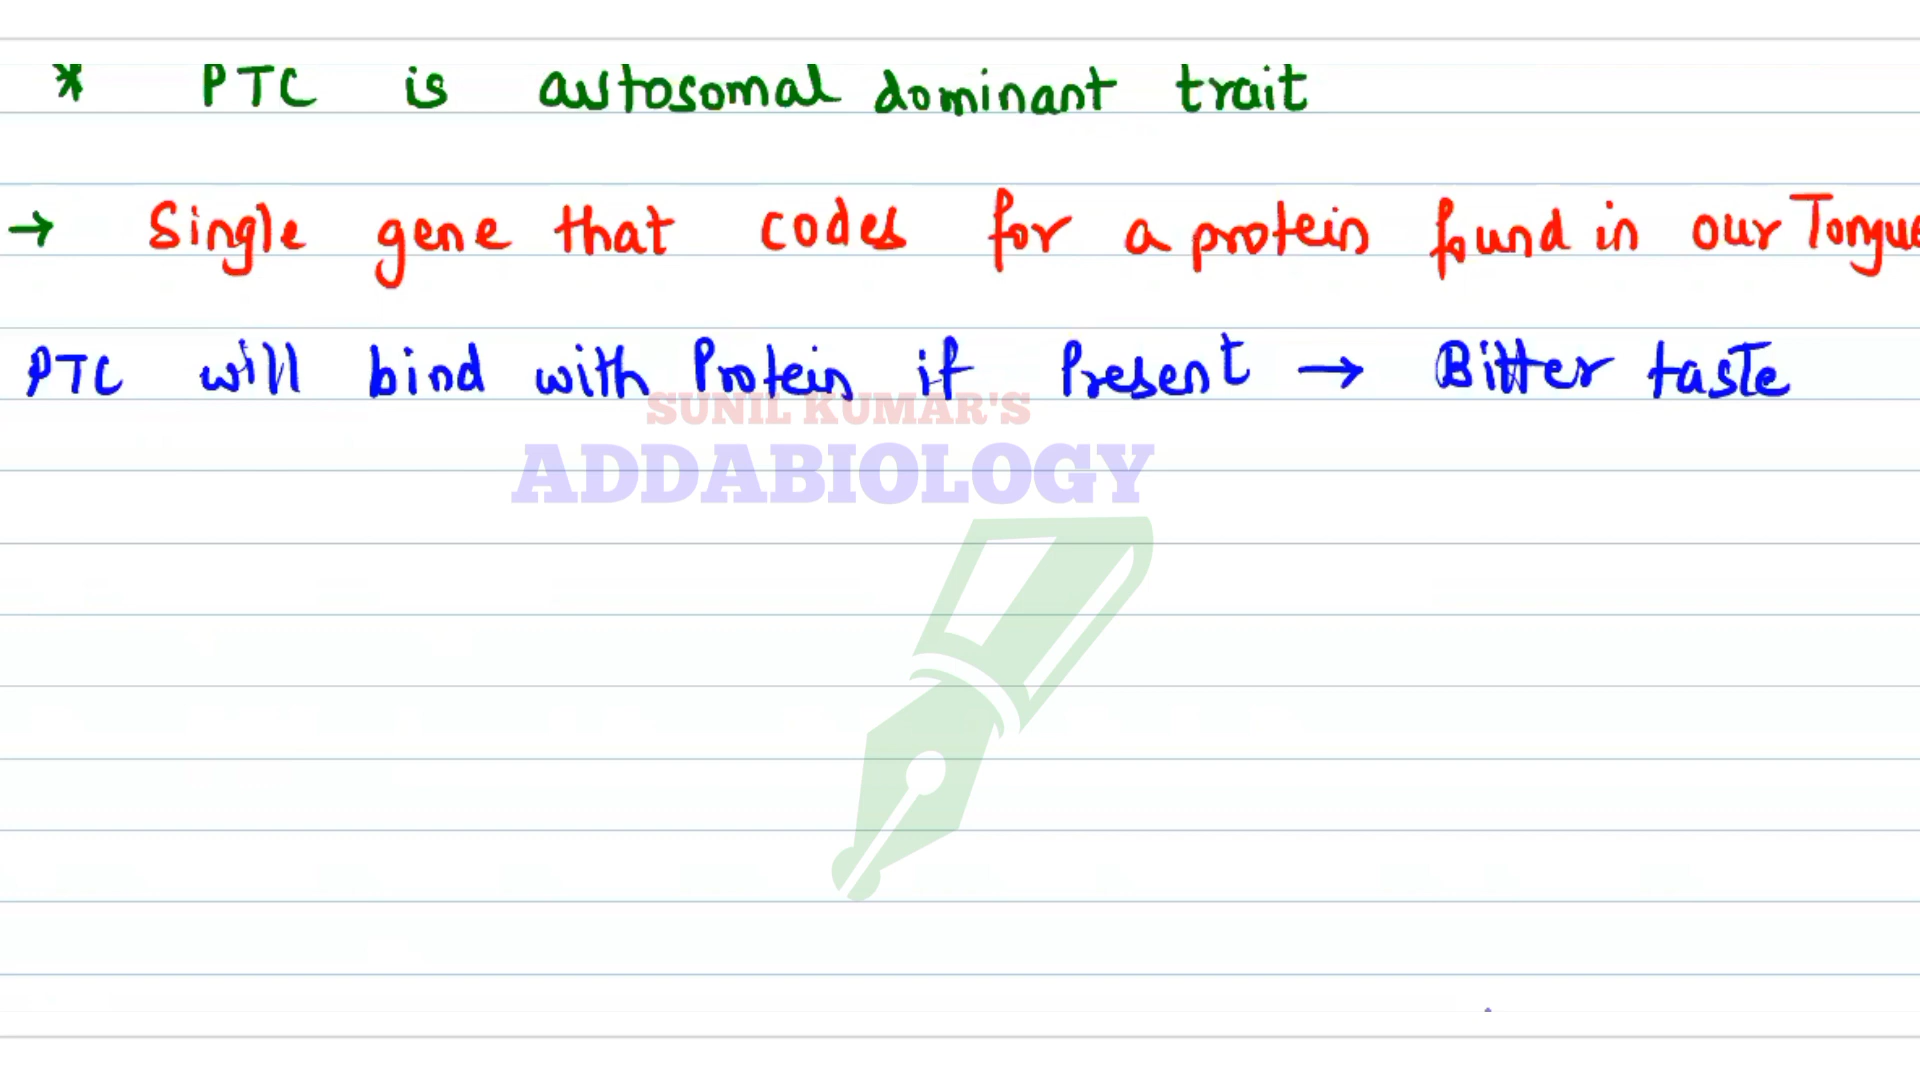 * PTC is autosomal dominant trait
→ Single gene that codes for a protein found in our Tongue
PTC will bind with Protein if Present → Bitter taste
SUNIL KUMAR'S
ADDABIOLOGY